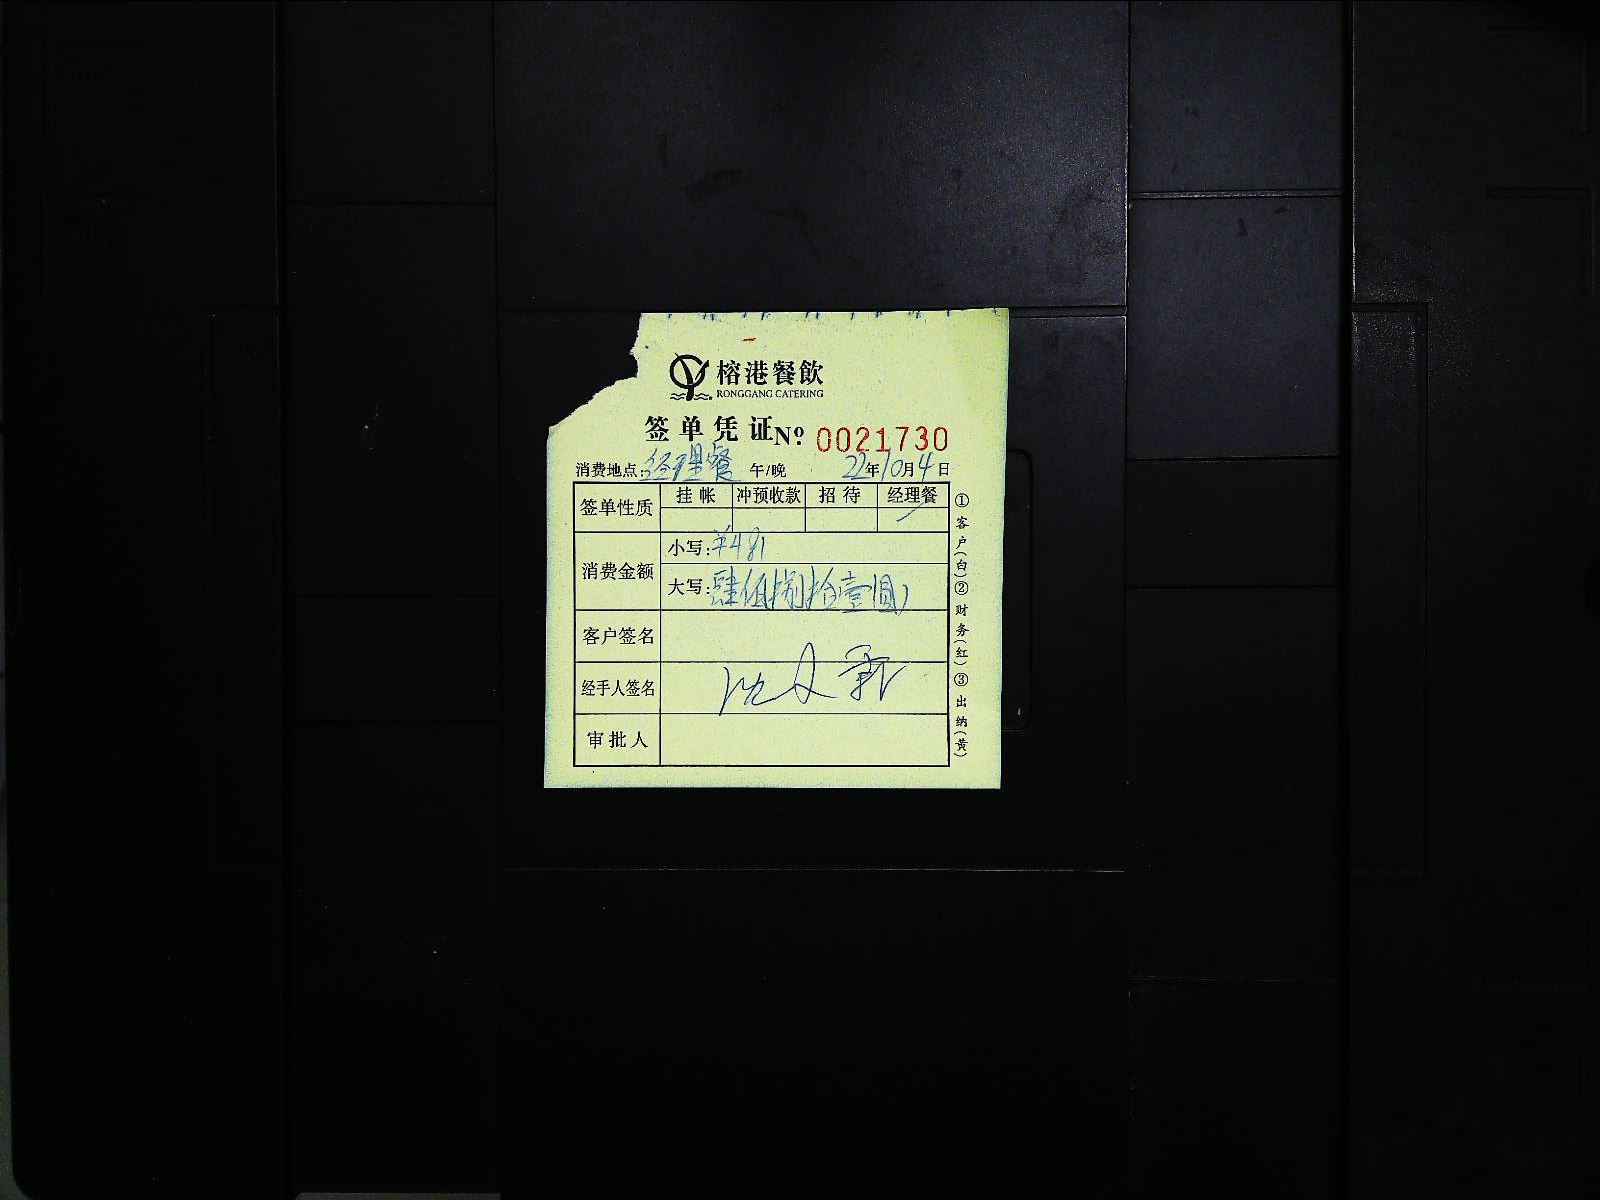 榕港餐飲
RONGGANG CATERING
签单凭证 No 0021730
消费地点:经理餐 午/晚 22年10月4日
签单性质 挂帐 冲预收款 招待 经理餐
消费金额 小写:¥481
大写:肆佰捌拾壹圆
客户签名
经手人签名
审批人
①客户(白)②财务(红)③出纳(黄)